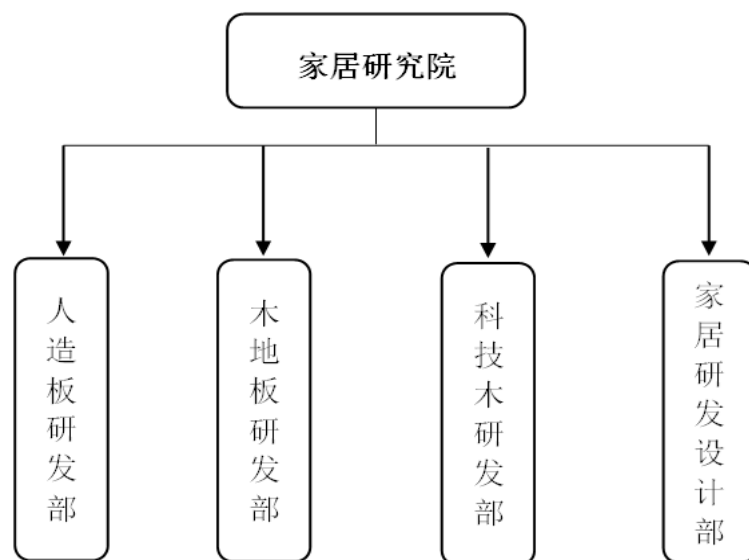 家居研究院
人造板研发部
木地板研发部
科技木研发部
家居研发设计部